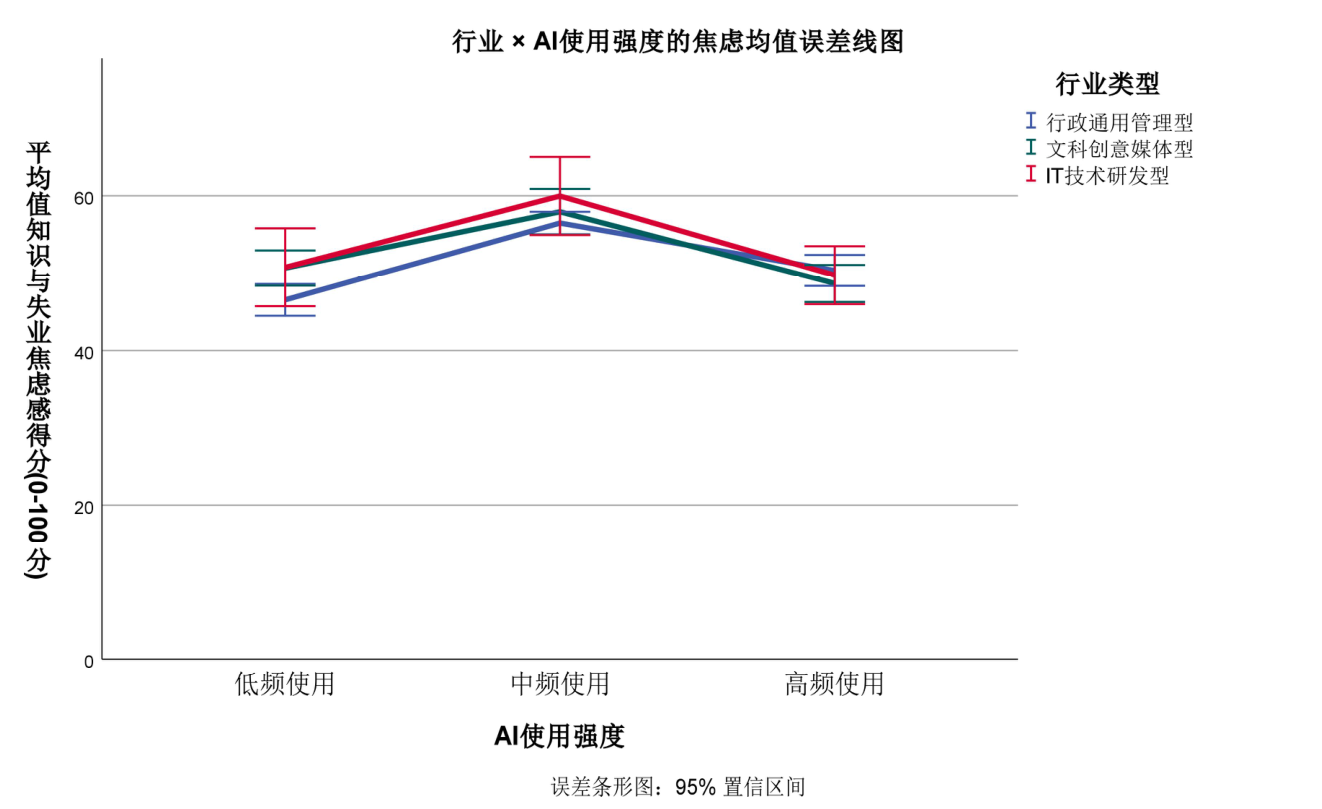 行业 × AI使用强度的焦虑均值误差线图
行业类型
行政通用管理型
文科创意媒体型
IT技术研发型
平均值知识与失业焦虑感得分(0-100分)
60
40
20
0
低频使用
中频使用
高频使用
AI使用强度
误差条形图：95% 置信区间